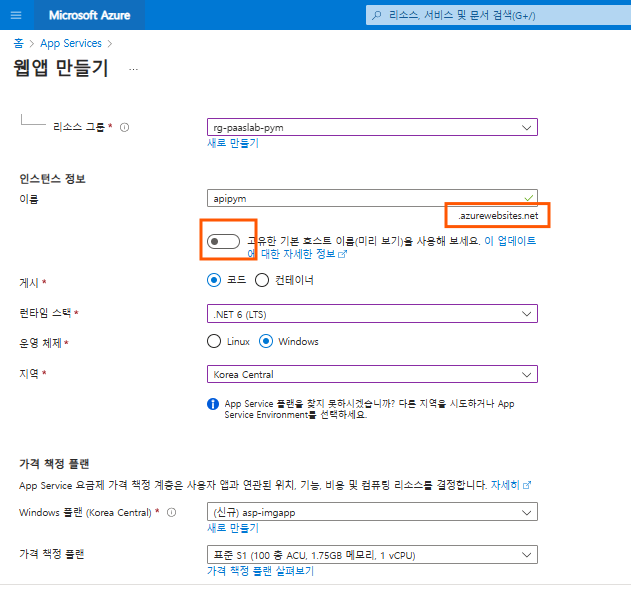 Microsoft Azure
리소스, 서비스 및 문서 검색(G+/)
홈 > App Services >
웹앱 만들기 ...
리소스 그룹 * rg-paaslab-pym
새로 만들기
인스턴스 정보
이름 apipym
.azurewebsites.net
고유한 기본 호스트 이름(미리 보기)을 사용해 보세요. 이 업데이트
에 대한 자세한 정보
게시 * 코드 컨테이너
런타임 스택 * .NET 6 (LTS)
운영 체제 * Linux Windows
지역 * Korea Central
App Service 플랜을 찾지 못하시겠습니까? 다른 지역을 시도하거나 App
Service Environment를 선택하세요.
가격 책정 플랜
App Service 요금제 가격 책정 계층은 사용자 앱과 연관된 위치, 기능, 비용 및 컴퓨팅 리소스를 결정합니다. 자세히
Windows 플랜 (Korea Central) * (신규) asp-imgapp
새로 만들기
가격 책정 플랜 표준 S1 (100 총 ACU, 1.75GB 메모리, 1 vCPU)
가격 책정 플랜 살펴보기